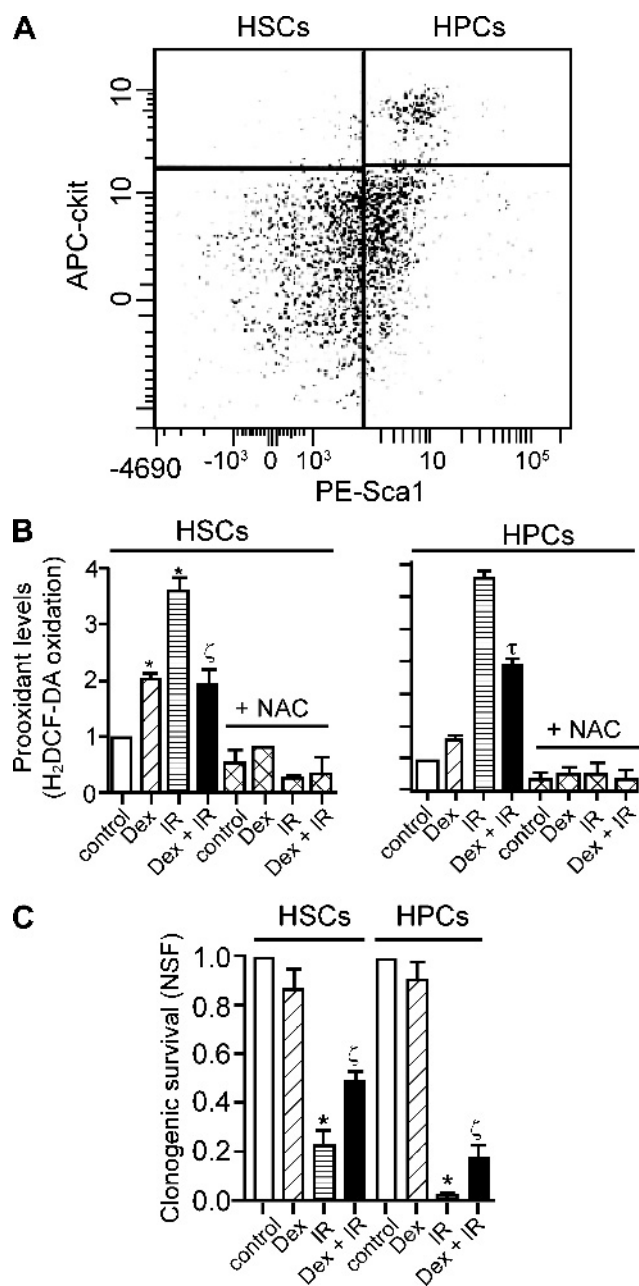 A
HSCs HPCs
10
10
0
APC-ckit
-4690 -10³ 0 10³ 10 10⁵
PE-Sca1
B
HSCs HPCs
Prooxidant levels
(H₂DCF-DA oxidation)
4
3
2
1
0
* * ζ τ
+ NAC + NAC
control Dex IR Dex + IR control Dex IR Dex + IR
control Dex IR Dex + IR control Dex IR Dex + IR
C
HSCs HPCs
Clonogenic survival (NSF)
1.0
0.8
0.6
0.4
0.2
0.0
* ζ * ζ
control Dex IR Dex + IR control Dex IR Dex + IR